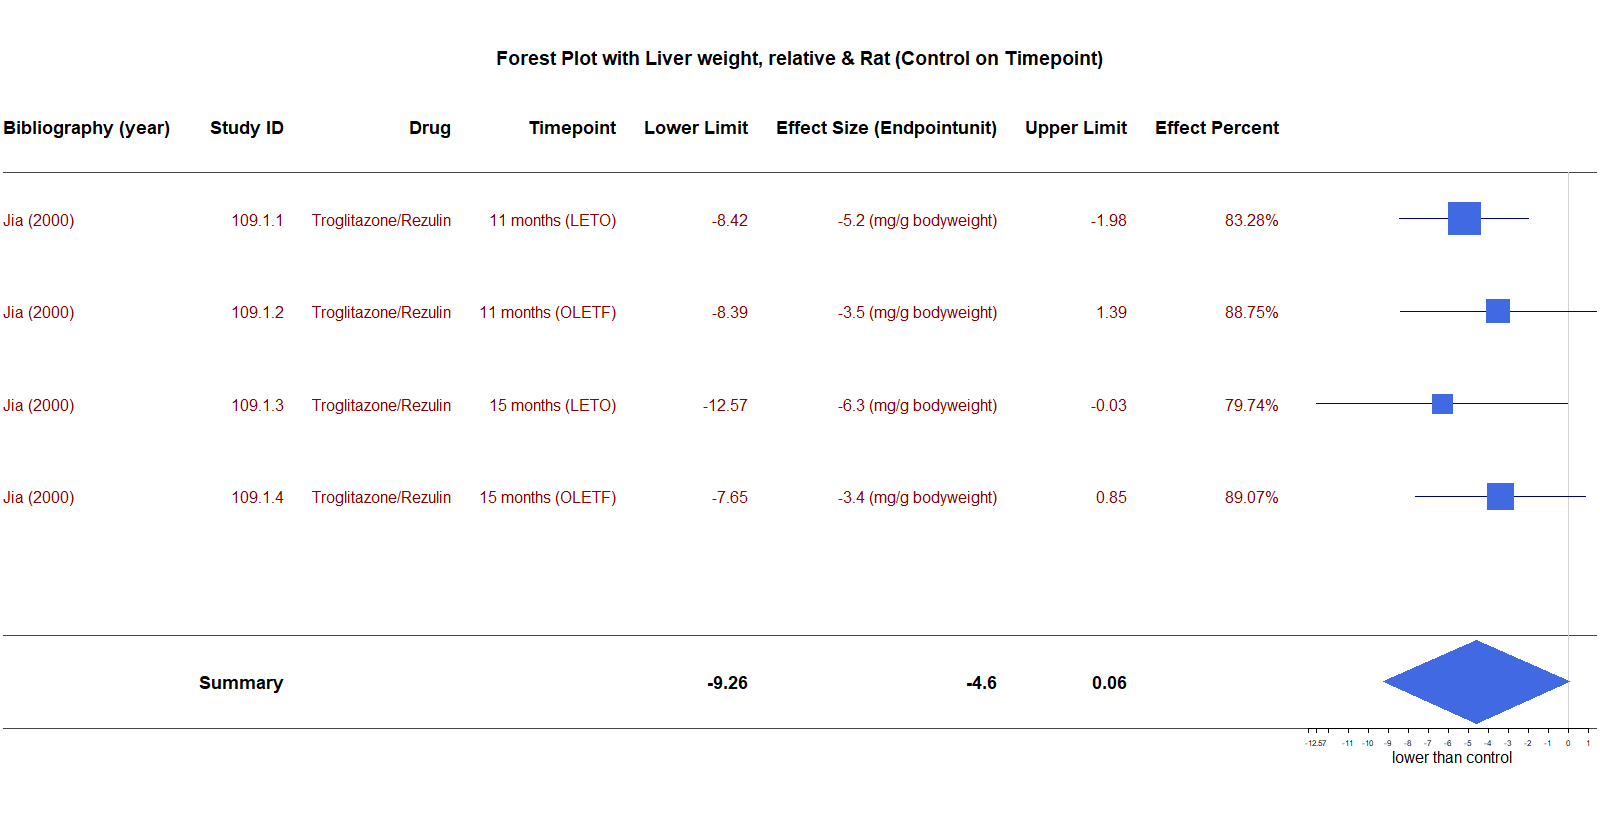 Forest Plot with Liver weight, relative & Rat (Control on Timepoint)
Bibliography (year) Study ID Drug Timepoint Lower Limit Effect Size (Endpointunit) Upper Limit Effect Percent
Jia (2000) 109.1.1 Troglitazone/Rezulin 11 months (LETO) -8.42 -5.2 (mg/g bodyweight) -1.98 83.28%
Jia (2000) 109.1.2 Troglitazone/Rezulin 11 months (OLETF) -8.39 -3.5 (mg/g bodyweight) 1.39 88.75%
Jia (2000) 109.1.3 Troglitazone/Rezulin 15 months (LETO) -12.57 -6.3 (mg/g bodyweight) -0.03 79.74%
Jia (2000) 109.1.4 Troglitazone/Rezulin 15 months (OLETF) -7.65 -3.4 (mg/g bodyweight) 0.85 89.07%
Summary -9.26 -4.6 0.06
-12.57 -11 -10 -9 -8 -7 -6 -5 -4 -3 -2 -1 0 1
lower than control